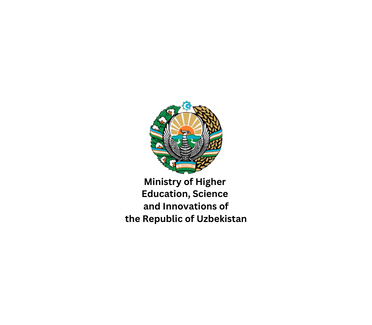 Ministry of Higher
Education, Science
and Innovations of
the Republic of Uzbekistan